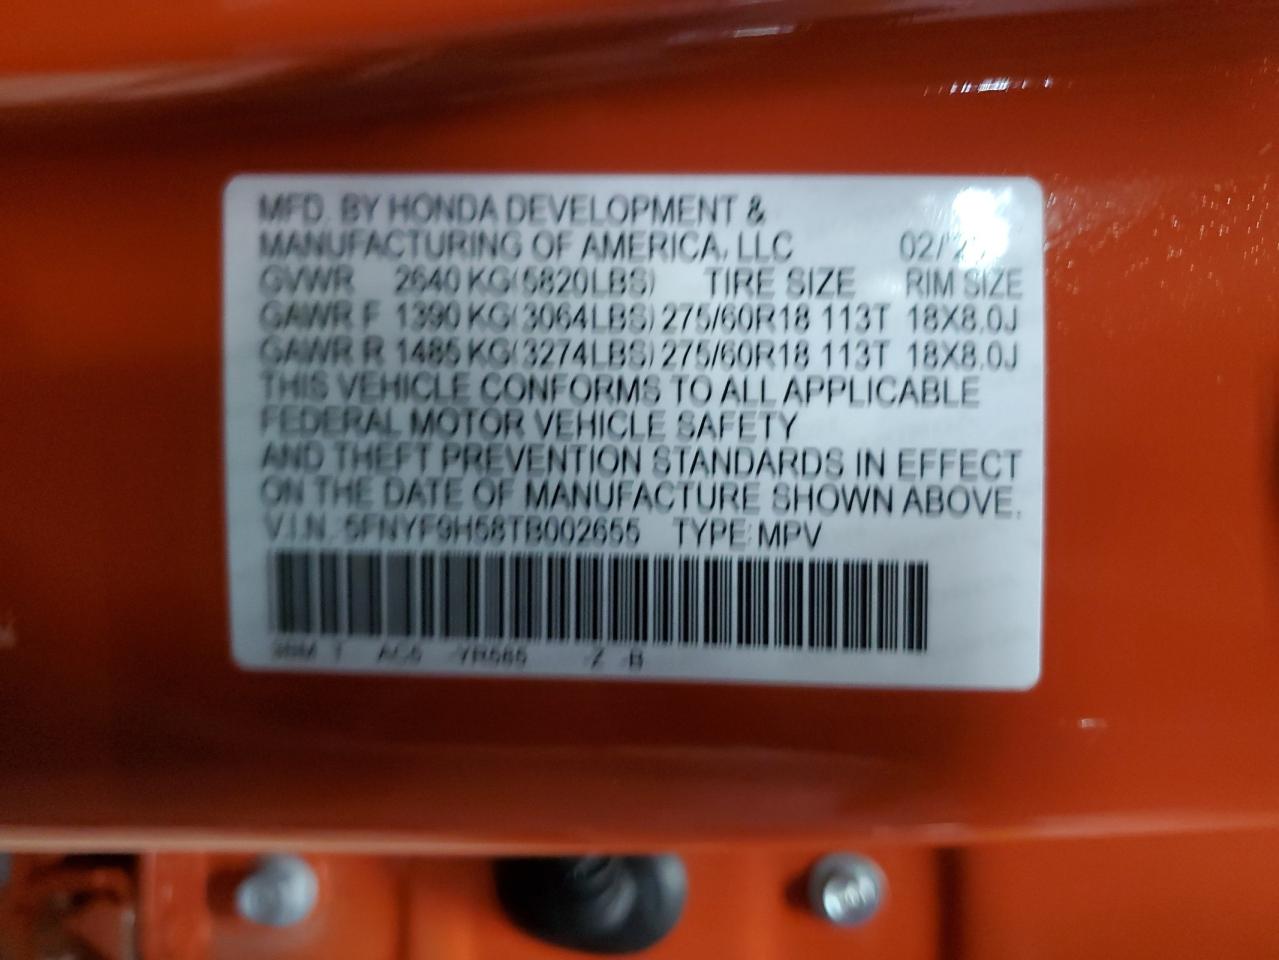 MFD. BY HONDA DEVELOPMENT &
MANUFACTURING OF AMERICA, LLC 02/
GVWR 2640 KG(5820LBS) TIRE SIZE RIM SIZE
GAWR F 1390 KG(3064LBS) 275/60R18 113T 18X8.0J
GAWR R 1485 KG(3274LBS) 275/60R18 113T 18X8.0J
THIS VEHICLE CONFORMS TO ALL APPLICABLE
FEDERAL MOTOR VEHICLE SAFETY
AND THEFT PREVENTION STANDARDS IN EFFECT
ON THE DATE OF MANUFACTURE SHOWN ABOVE.
V.I.N. 5FNYF9H58TB002655 TYPE: MPV
-Z -B